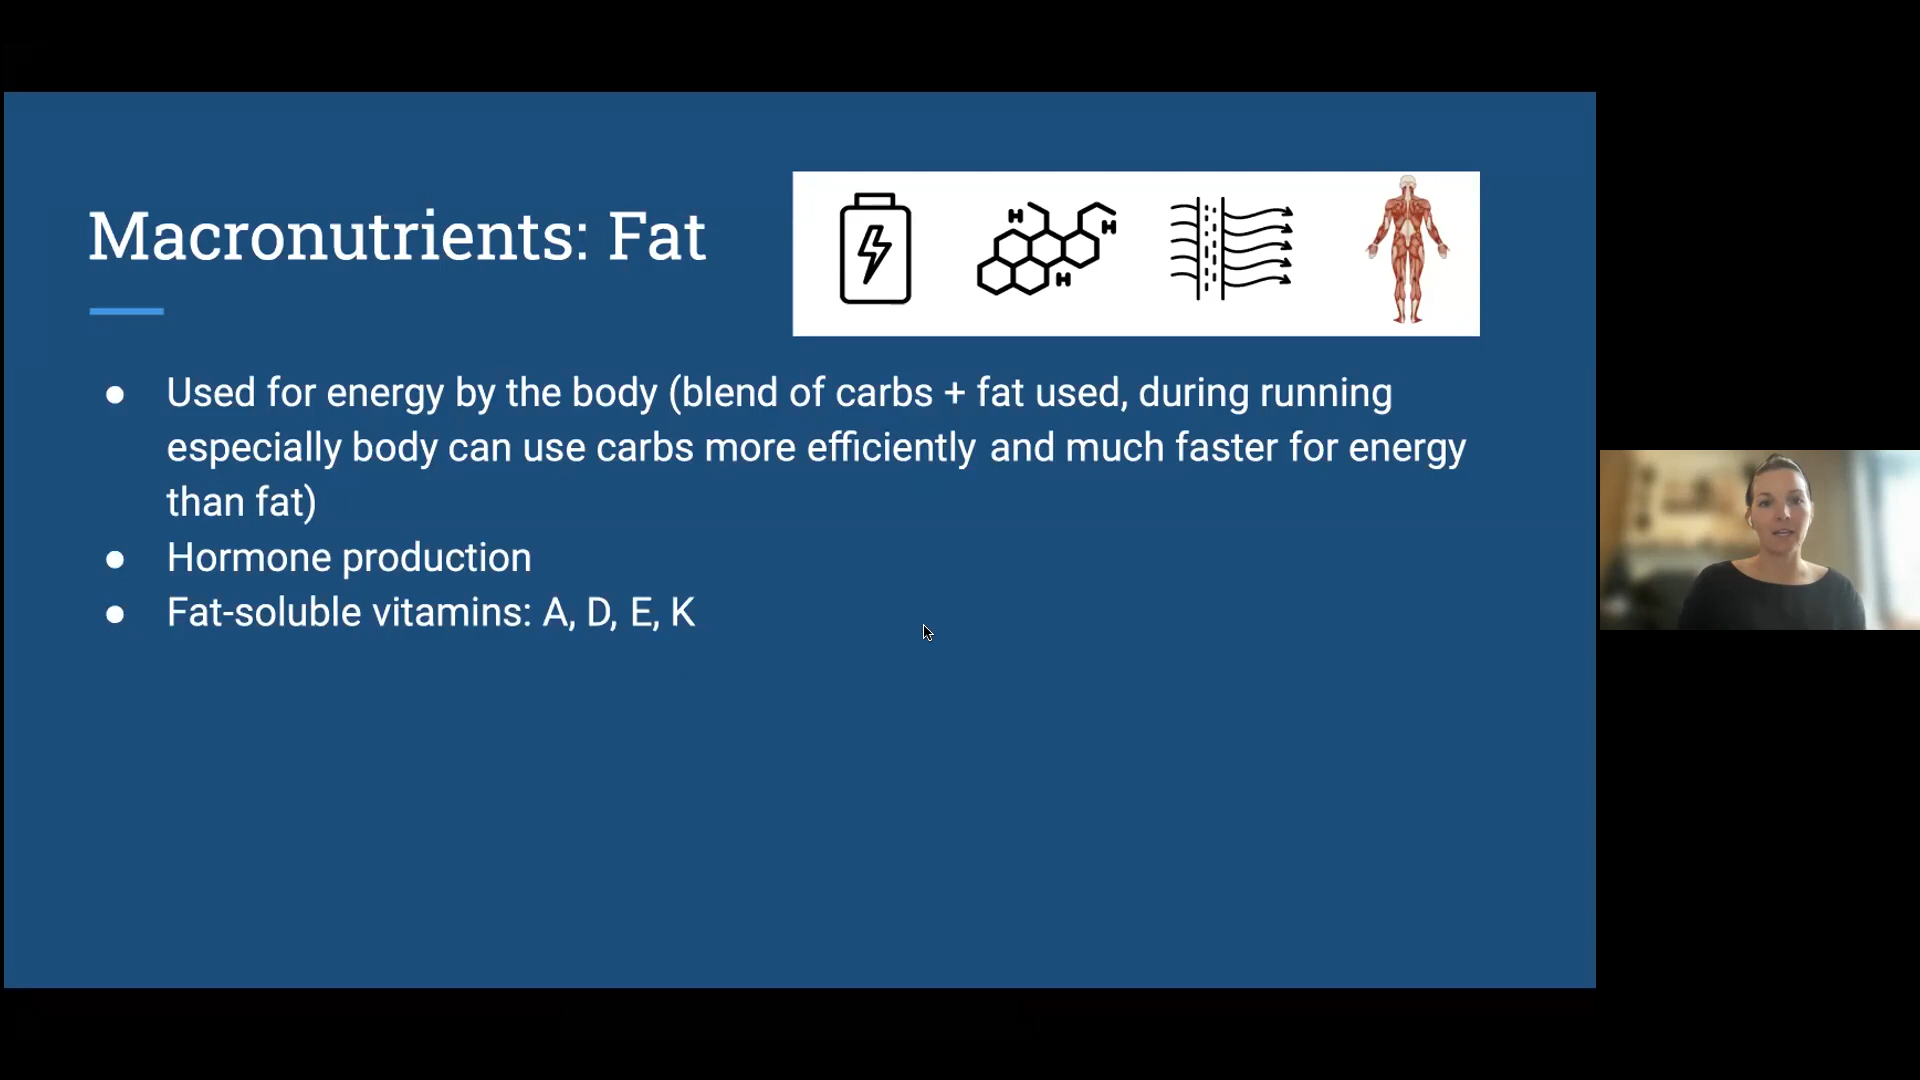 Macronutrients: Fat
H
H
H
● Used for energy by the body (blend of carbs + fat used, during running
especially body can use carbs more efficiently and much faster for energy
than fat)
● Hormone production
● Fat-soluble vitamins: A, D, E, K